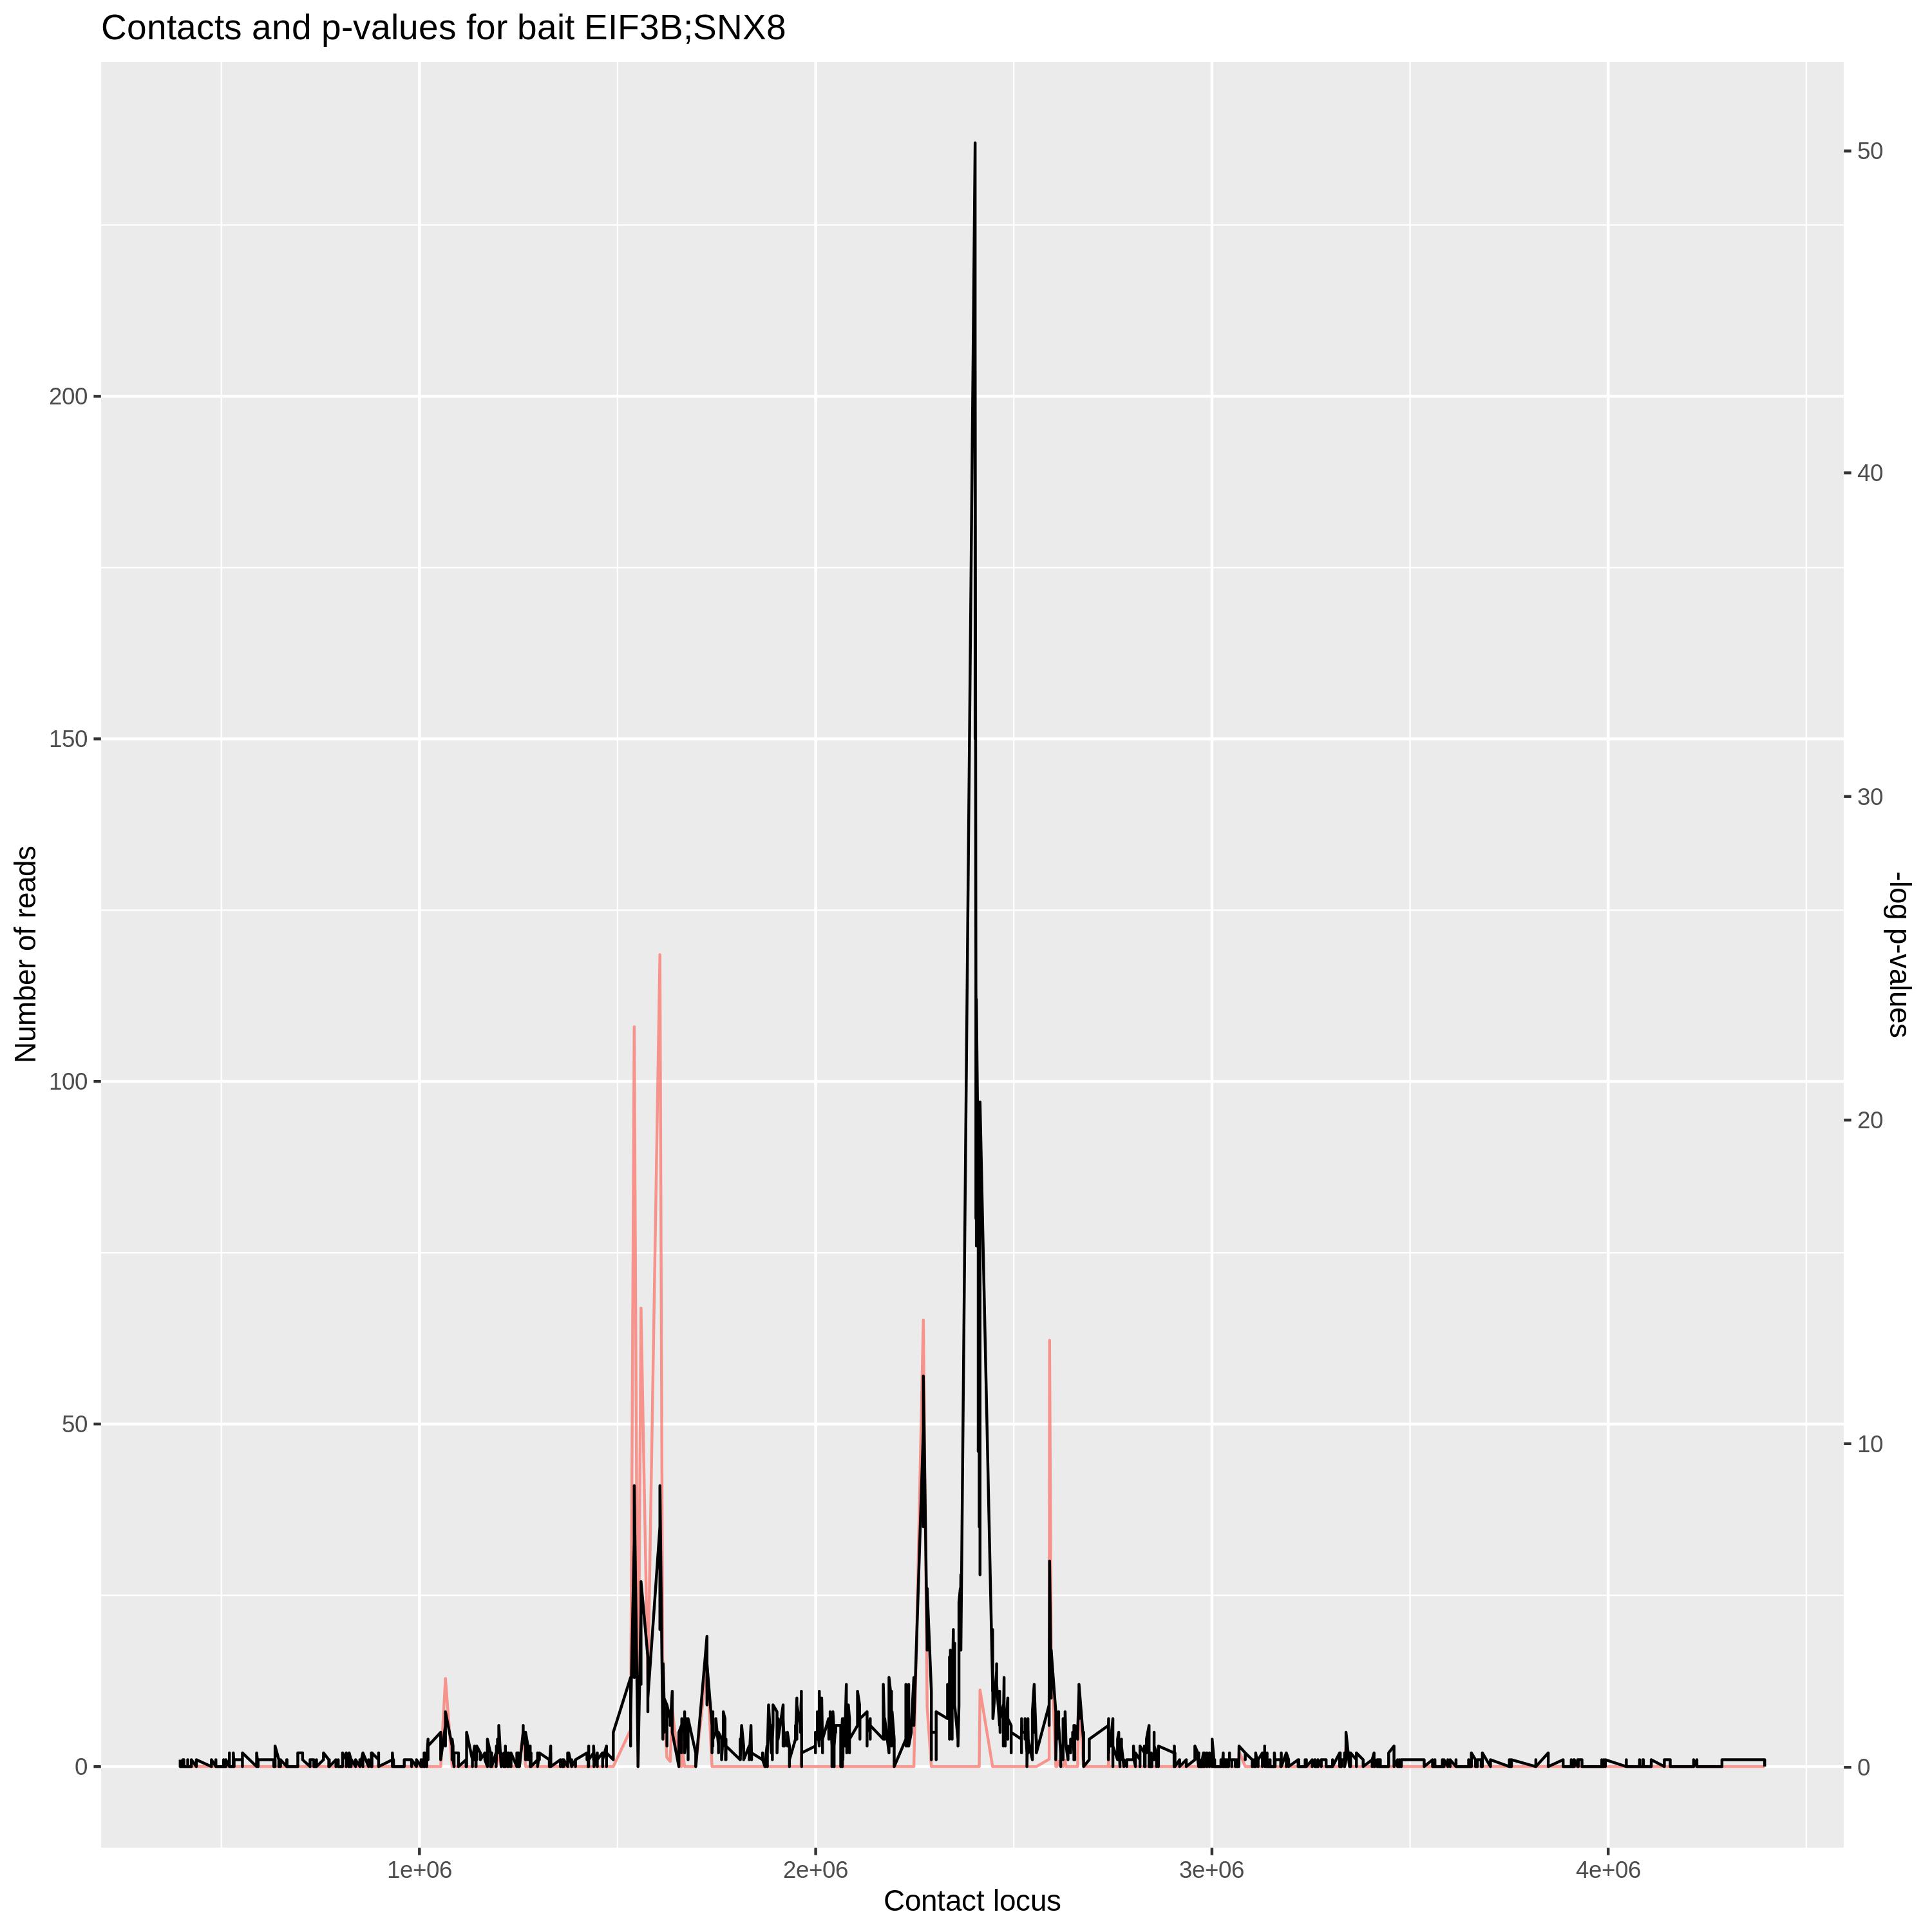 Contacts and p-values for bait EIF3B;SNX8
Number of reads
200
150
100
50
0
50
40
30
20
10
0
-log p-values
1e+06
2e+06
3e+06
4e+06
Contact locus